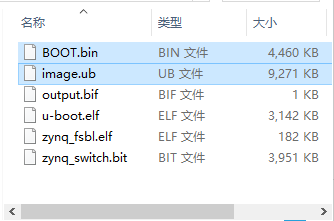 名称 类型 大小
BOOT.bin BIN 文件 4,460 KB
image.ub UB 文件 9,271 KB
output.bif BIF 文件 1 KB
u-boot.elf ELF 文件 3,142 KB
zynq_fsbl.elf ELF 文件 182 KB
zynq_switch.bit BIT 文件 3,951 KB